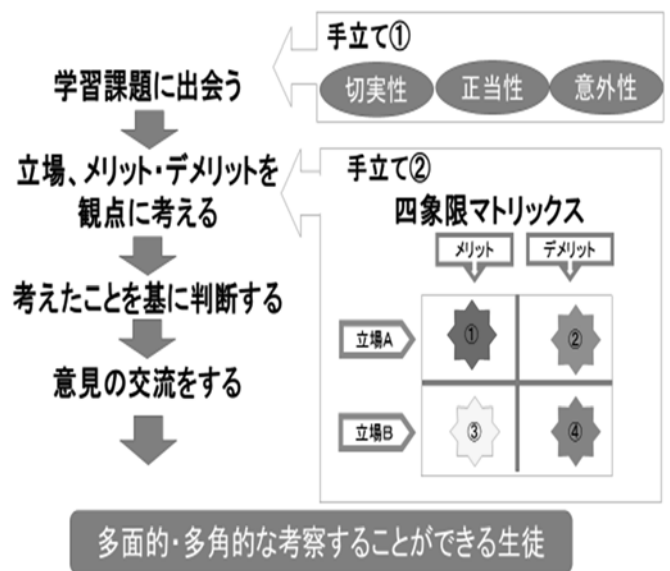 手立て①
切実性 正当性 意外性
学習課題に出会う
立場、メリット・デメリットを
観点に考える
考えたことを基に判断する
意見の交流をする
手立て②
四象限マトリックス
メリット デメリット
立場A ① ②
立場B ③ ④
多面的・多角的な考察することができる生徒